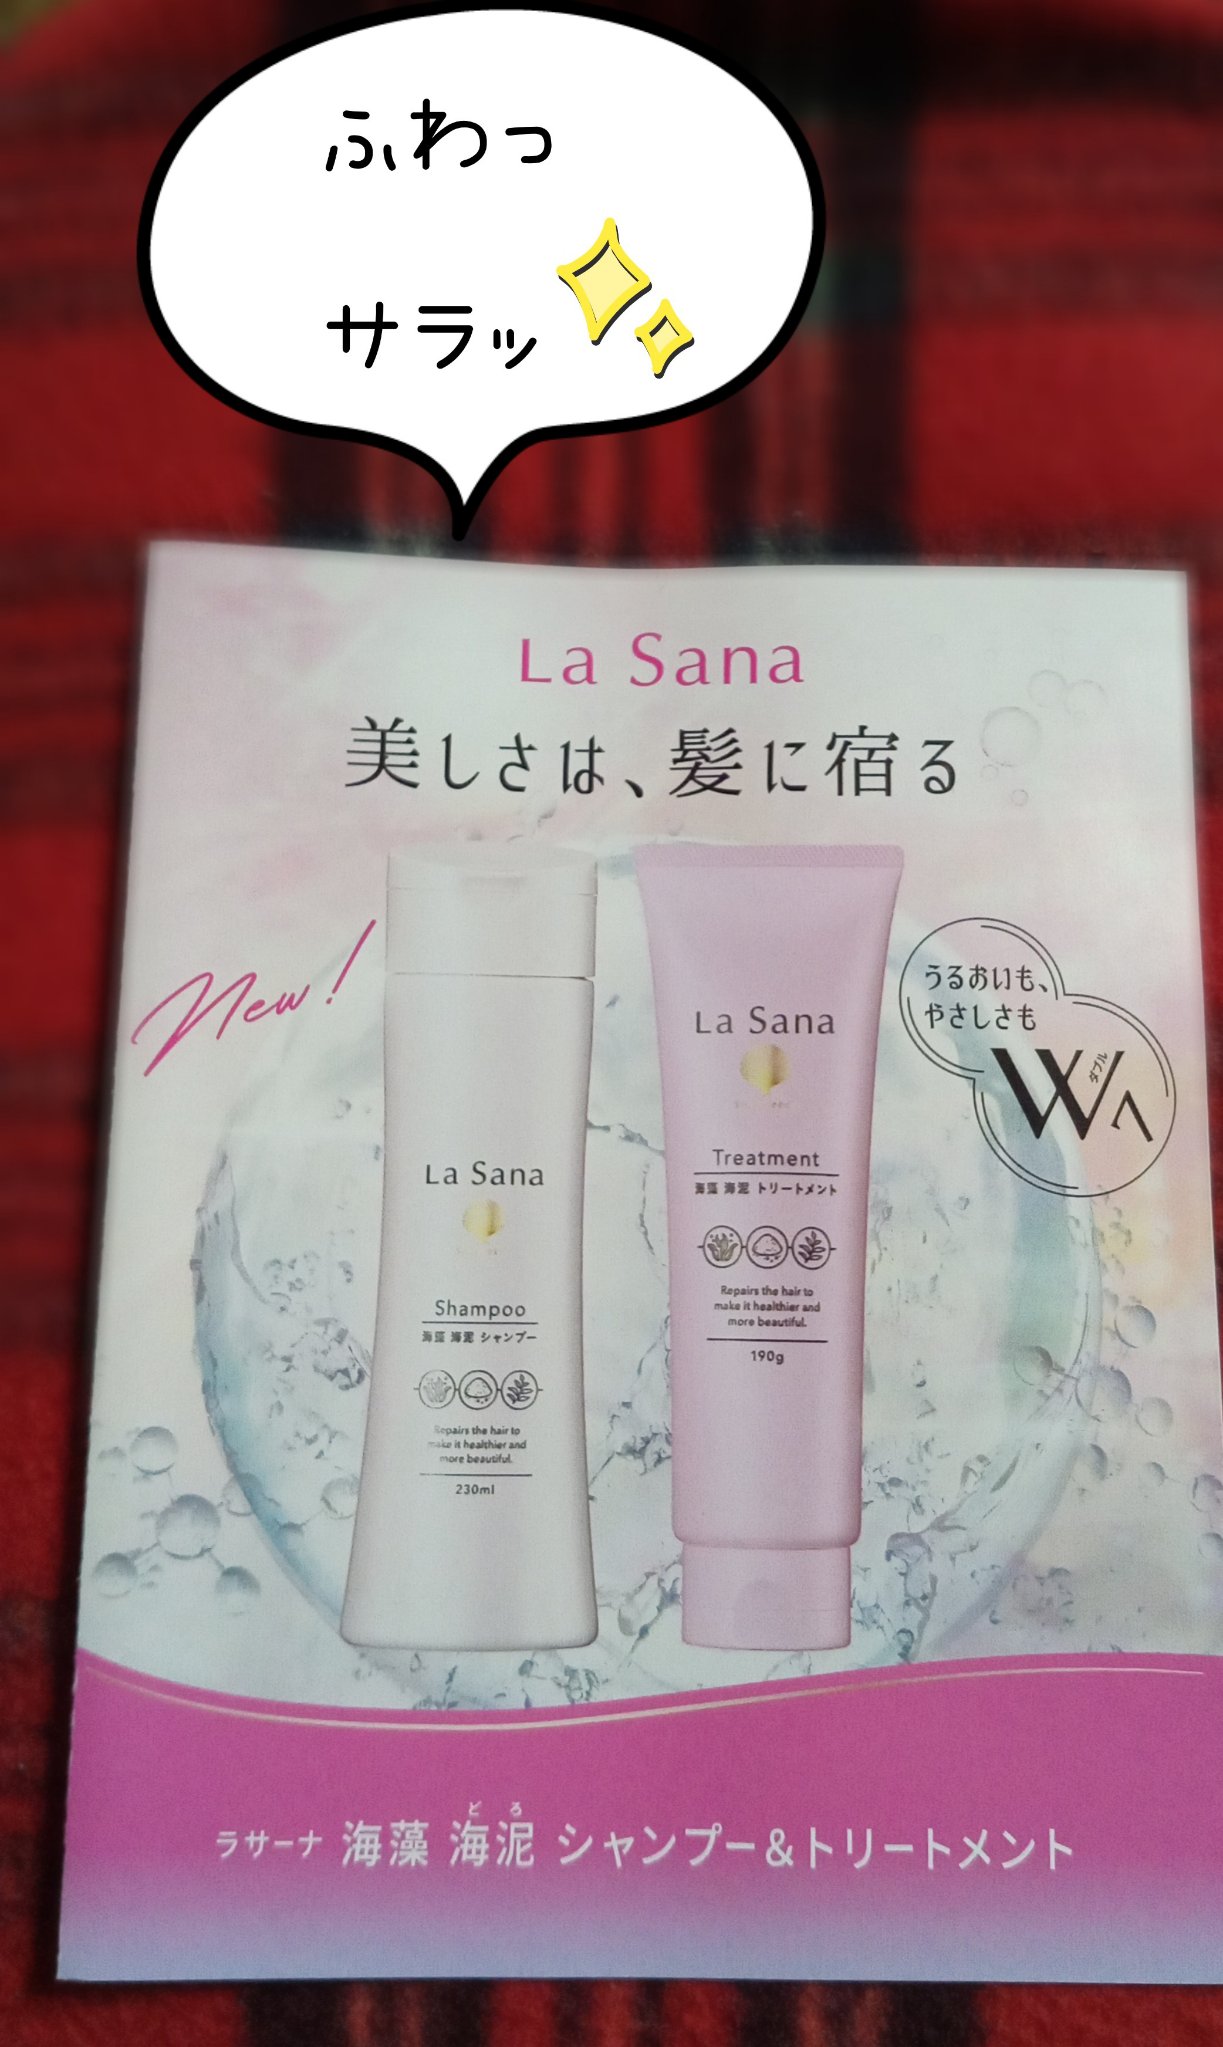 ふわっ
サラッ
La Sana
美しさは、髪に宿る
New!
うるおいも、
やさしさも
Wへ
ダブル
La Sana
Treatment
海藻 海泥 トリートメント
Repairs the hair to
make it healthier and
more beautiful.
190g
La Sana
Shampoo
海藻 海泥 シャンプー
Repairs the hair to
make it healthier and
more beautiful.
230ml
どろ
ラサーナ 海藻 海泥 シャンプー&トリートメント